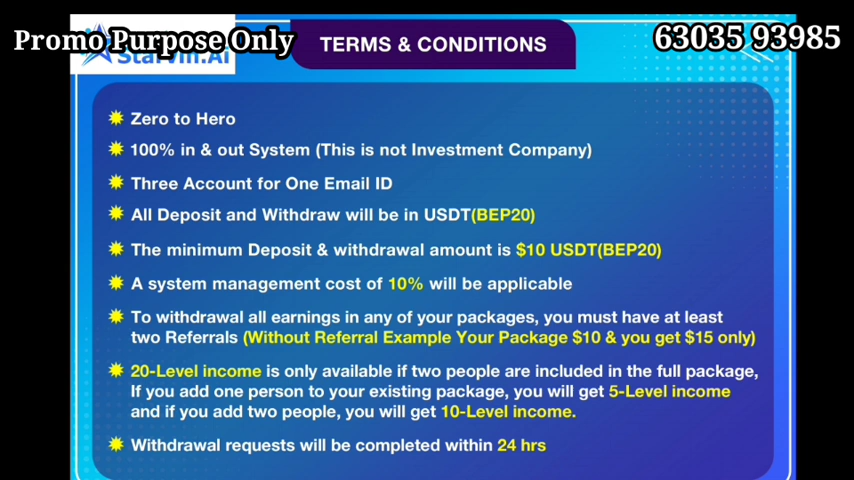 Promo Purpose Only
63035 93985
Starvin.Ai
TERMS & CONDITIONS
Zero to Hero
100% in & out System (This is not Investment Company)
Three Account for One Email ID
All Deposit and Withdraw will be in USDT(BEP20)
The minimum Deposit & withdrawal amount is $10 USDT(BEP20)
A system management cost of 10% will be applicable
To withdrawal all earnings in any of your packages, you must have at least
two Referrals (Without Referral Example Your Package $10 & you get $15 only)
20-Level income is only available if two people are included in the full package,
If you add one person to your existing package, you will get 5-Level income
and if you add two people, you will get 10-Level income.
Withdrawal requests will be completed within 24 hrs